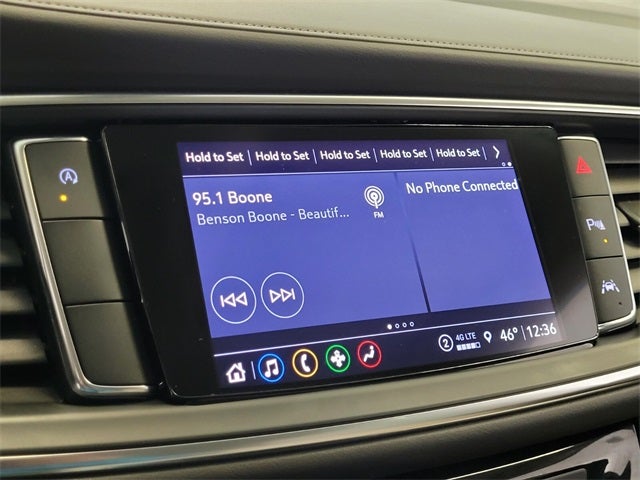 Hold to Set Hold to Set Hold to Set Hold to Set Hold to Set
95.1 Boone
Benson Boone - Beautif...
FM
No Phone Connected
2 4G LTE 46° 12:36
A
P